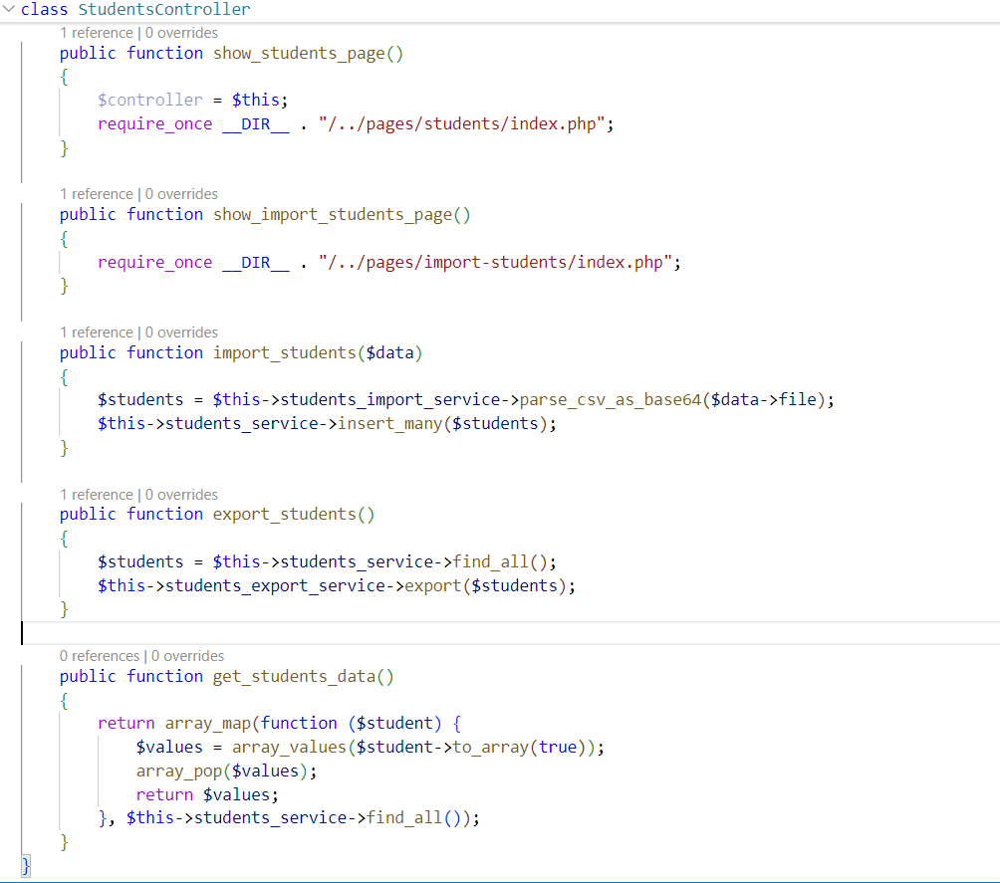 class StudentsController
1 reference | 0 overrides
public function show_students_page()
{
$controller = $this;
require_once __DIR__ . "/../pages/students/index.php";
}
1 reference | 0 overrides
public function show_import_students_page()
{
require_once __DIR__ . "/../pages/import-students/index.php";
}
1 reference | 0 overrides
public function import_students($data)
{
$students = $this->students_import_service->parse_csv_as_base64($data->file);
$this->students_service->insert_many($students);
}
1 reference | 0 overrides
public function export_students()
{
$students = $this->students_service->find_all();
$this->students_export_service->export($students);
}
0 references | 0 overrides
public function get_students_data()
{
return array_map(function ($student) {
$values = array_values($student->to_array(true));
array_pop($values);
return $values;
}, $this->students_service->find_all());
}
}